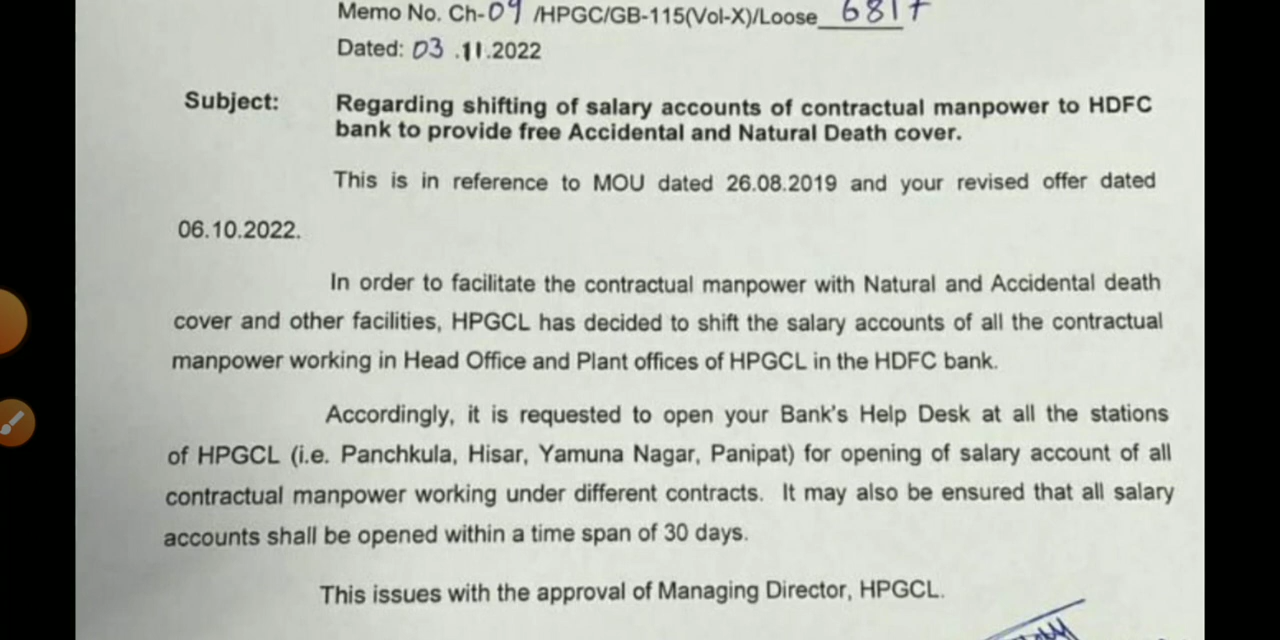 Memo No. Ch-09 /HPGC/GB-115(Vol-X)/Loose 6817
Dated: 03 .11.2022
Subject: Regarding shifting of salary accounts of contractual manpower to HDFC
bank to provide free Accidental and Natural Death cover.
This is in reference to MOU dated 26.08.2019 and your revised offer dated
06.10.2022.
In order to facilitate the contractual manpower with Natural and Accidental death
cover and other facilities, HPGCL has decided to shift the salary accounts of all the contractual
manpower working in Head Office and Plant offices of HPGCL in the HDFC bank.
Accordingly, it is requested to open your Bank's Help Desk at all the stations
of HPGCL (i.e. Panchkula, Hisar, Yamuna Nagar, Panipat) for opening of salary account of all
contractual manpower working under different contracts. It may also be ensured that all salary
accounts shall be opened within a time span of 30 days.
This issues with the approval of Managing Director, HPGCL.